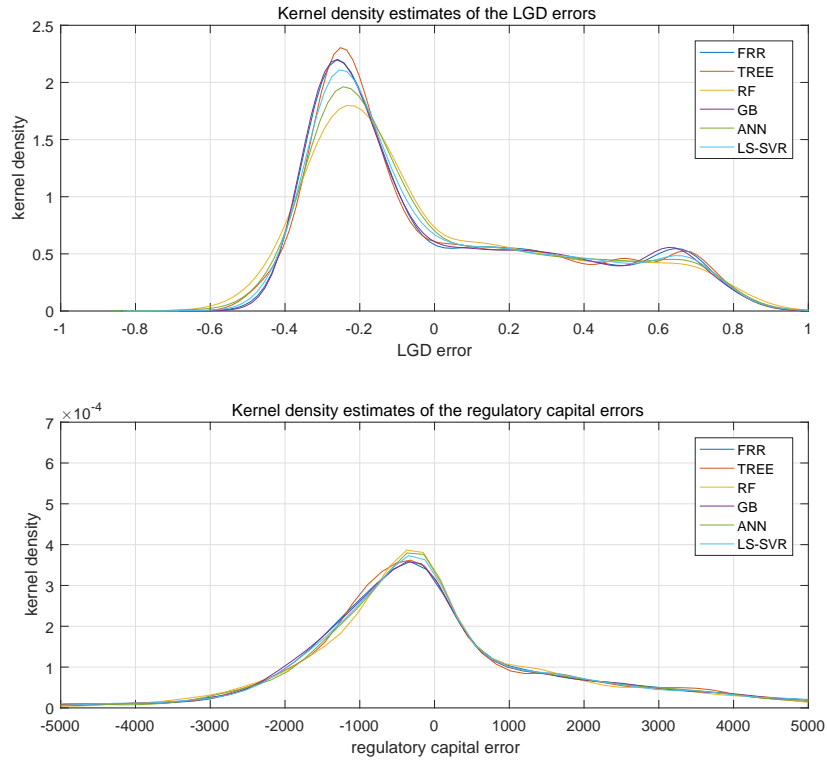 Kernel density estimates of the LGD errors
2.5
2
1.5
1
0.5
0
kernel density
FRR
TREE
RF
GB
ANN
LS-SVR
-1 -0.8 -0.6 -0.4 -0.2 0 0.2 0.4 0.6 0.8 1
LGD error
Kernel density estimates of the regulatory capital errors
×10-4
7
6
5
4
3
2
1
0
kernel density
FRR
TREE
RF
GB
ANN
LS-SVR
-5000 -4000 -3000 -2000 -1000 0 1000 2000 3000 4000 5000
regulatory capital error